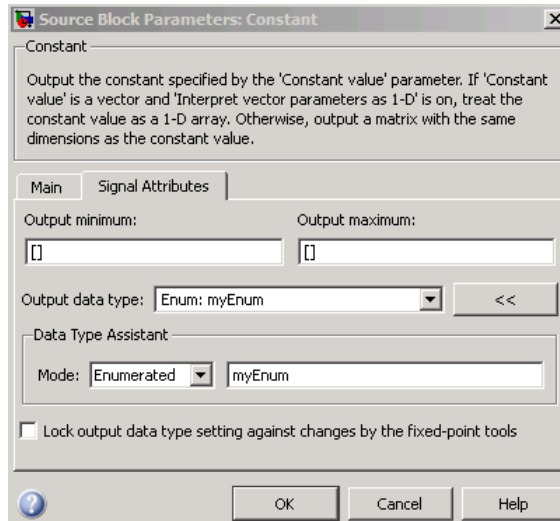 Source Block Parameters: Constant
Constant
Output the constant specified by the 'Constant value' parameter. If 'Constant
value' is a vector and 'Interpret vector parameters as 1-D' is on, treat the
constant value as a 1-D array. Otherwise, output a matrix with the same
dimensions as the constant value.
Main Signal Attributes
Output minimum: Output maximum:
[] []
Output data type: Enum: myEnum <<
Data Type Assistant
Mode: Enumerated myEnum
Lock output data type setting against changes by the fixed-point tools
? OK Cancel Help